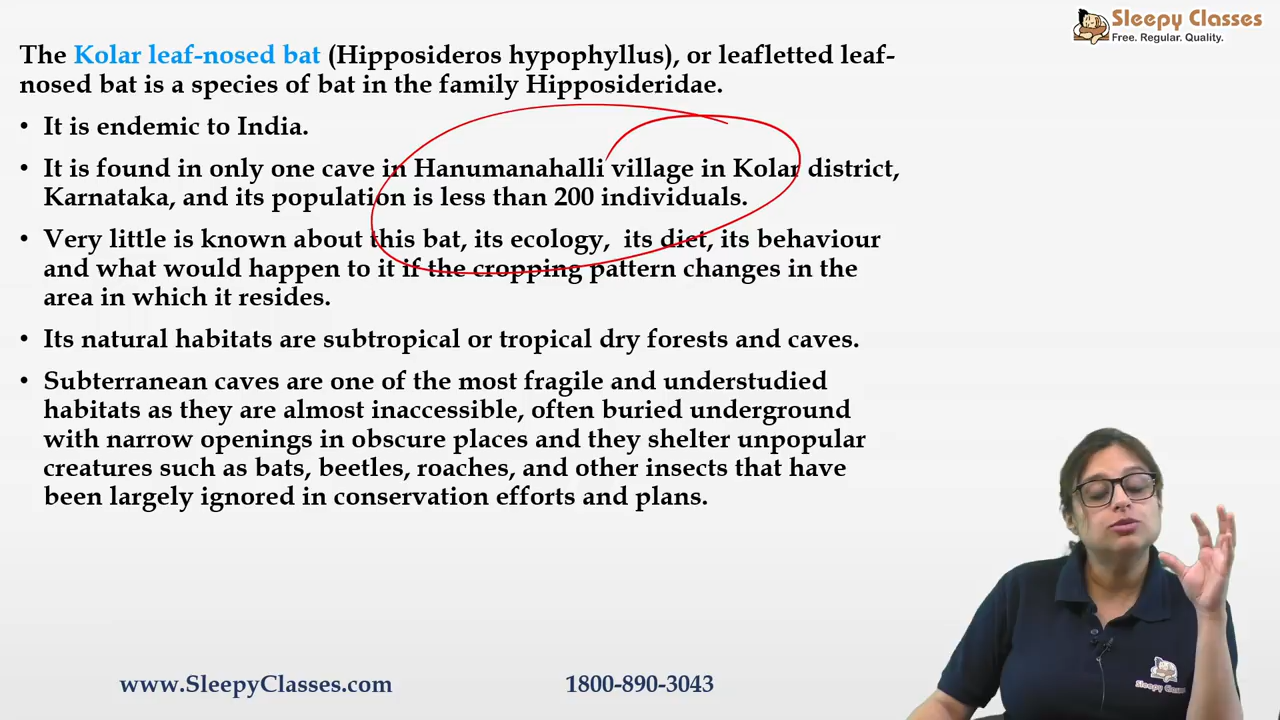 Sleepy Classes
Free. Regular. Quality.
The Kolar leaf-nosed bat (Hipposideros hypophyllus), or leafletted leaf-
nosed bat is a species of bat in the family Hipposideridae.
• It is endemic to India.
• It is found in only one cave in Hanumanahalli village in Kolar district,
Karnataka, and its population is less than 200 individuals.
• Very little is known about this bat, its ecology, its diet, its behaviour
and what would happen to it if the cropping pattern changes in the
area in which it resides.
• Its natural habitats are subtropical or tropical dry forests and caves.
• Subterranean caves are one of the most fragile and understudied
habitats as they are almost inaccessible, often buried underground
with narrow openings in obscure places and they shelter unpopular
creatures such as bats, beetles, roaches, and other insects that have
been largely ignored in conservation efforts and plans.
Sleepy Classes
www.SleepyClasses.com 1800-890-3043